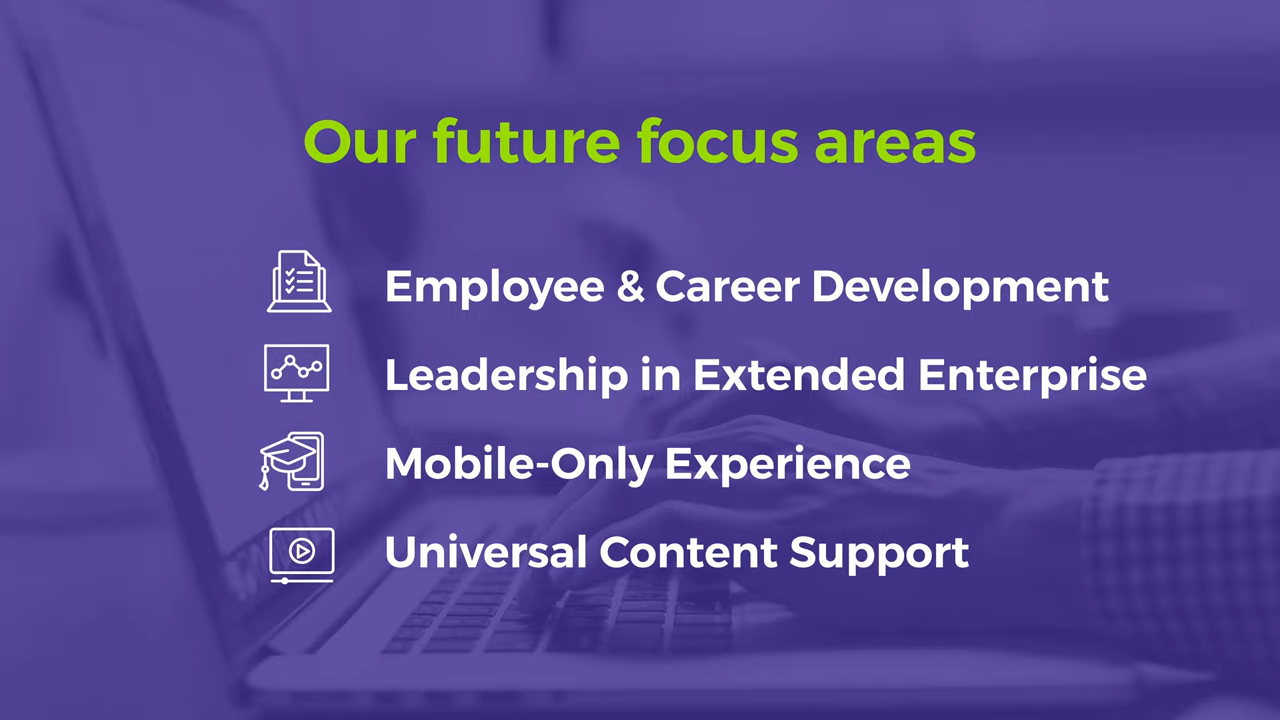 Our future focus areas
Employee & Career Development
Leadership in Extended Enterprise
Mobile-Only Experience
Universal Content Support